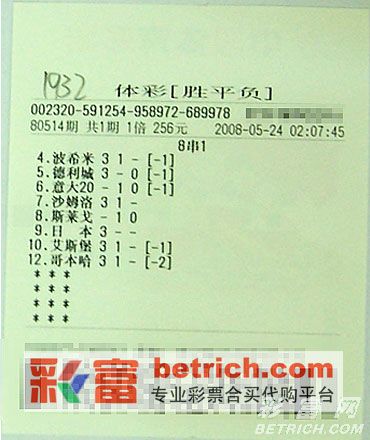 1932 体彩[胜平负]
002320-591254-958972-689978
80514期 共1期 1倍 256元 2008-05-24 02:07:45
8串1
4.波希米 3 1 - [-1]
5.德利城 3 - 0 [-1]
6.意大20 - 1 0 [-1]
7.沙姆洛 3 1 -
8.斯莱戈 - 1 0
9.日 本 3 - -
10.艾斯堡 3 1 - [-1]
12.哥本哈 3 1 - [-2]
* * *
* * *
* * *
* * *
彩富 betrich.com
专业彩票合买代购平台
彩富网
BETRICH.COM